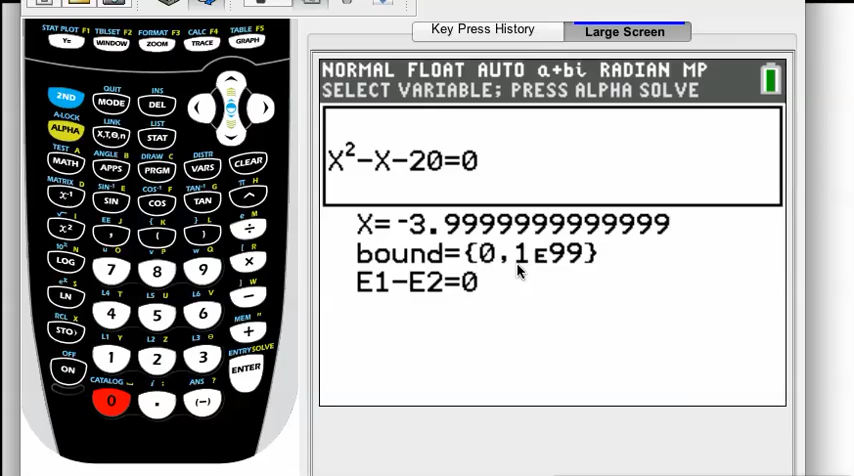 Key Press History
Large Screen
NORMAL FLOAT AUTO a+bi RADIAN MP
SELECT VARIABLE; PRESS ALPHA SOLVE
X²-X-20=0
X=-3.9999999999999
bound={0,1E99}
E1-E2=0
STAT PLOT F1 TBLSET F2 FORMAT F3 CALC F4 TABLE F5
Y= WINDOW ZOOM TRACE GRAPH
QUIT INS
2ND MODE DEL
A-LOCK LINK LIST
ALPHA X,T,Θ,n STAT
TEST A ANGLE B DRAW C DISTR
MATH APPS PRGM VARS CLEAR
MATRIX D SIN⁻¹ E COS⁻¹ F TAN⁻¹ G π H
x⁻¹ SIN COS TAN ^
√ I EE J { K } L e M
x² , ( ) ÷
10ˣ N u O v P w Q [ R
LOG 7 8 9 ×
eˣ S L4 T L5 U L6 V ] W
LN 4 5 6 −
RCL X L1 Y L2 Z L3 θ MEM "
STO› 1 2 3 +
OFF CATALOG ⎵ i : ANS ? ENTRY SOLVE
ON 0 . (−) ENTER